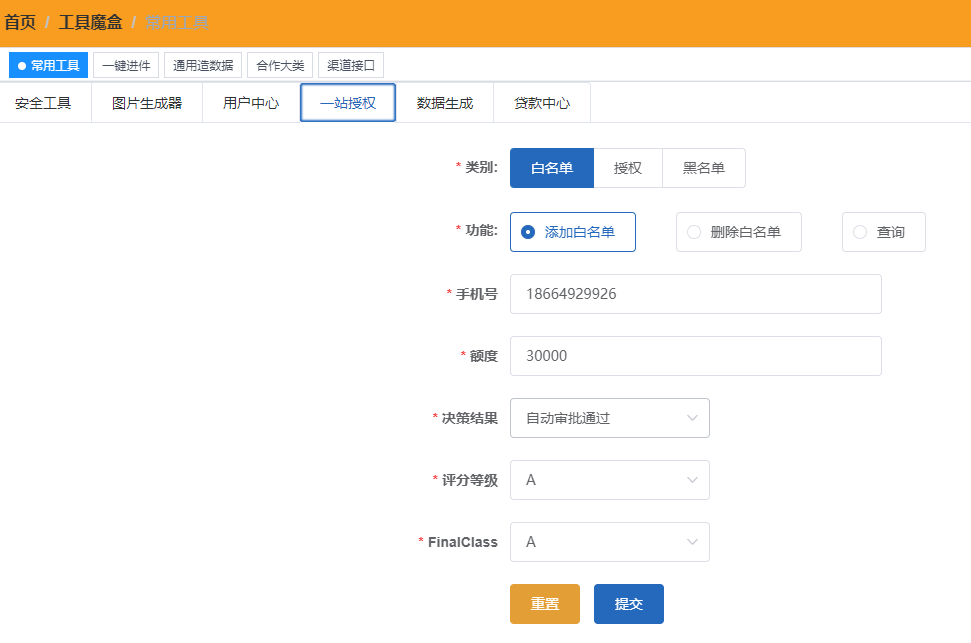 首页 / 工具魔盒 / 常用工具
常用工具 一键进件 通用造数据 合作大类 渠道接口
安全工具 图片生成器 用户中心 一站授权 数据生成 贷款中心
* 类别: 白名单 授权 黑名单
* 功能: 添加白名单 删除白名单 查询
* 手机号 18664929926
* 额度 30000
* 决策结果 自动审批通过
* 评分等级 A
* FinalClass A
重置 提交